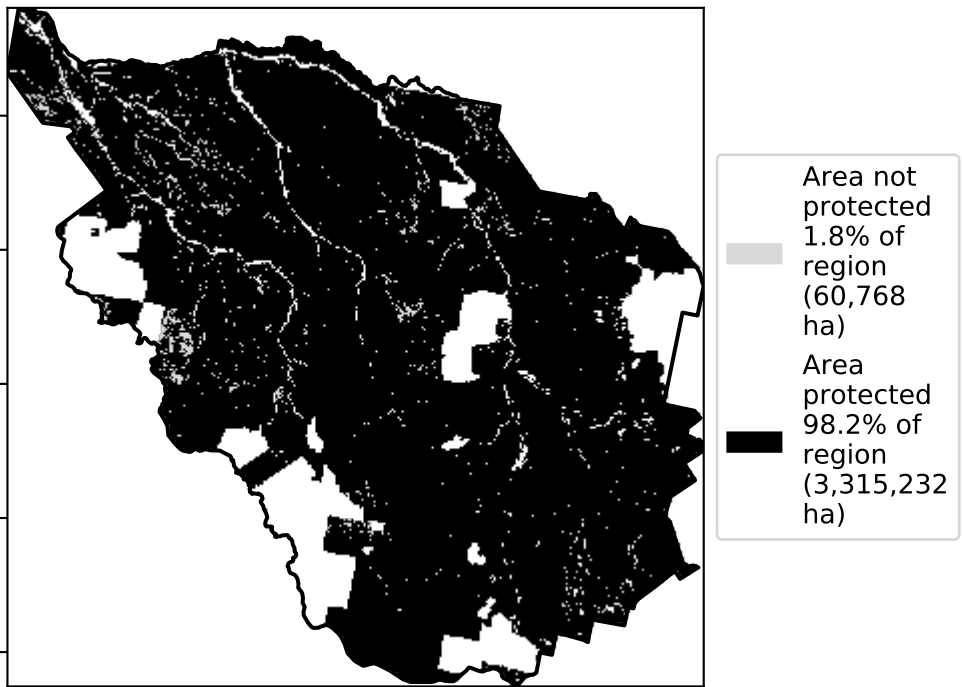 Area not
protected
1.8% of
region
(60,768
ha)
Area
protected
98.2% of
region
(3,315,232
ha)